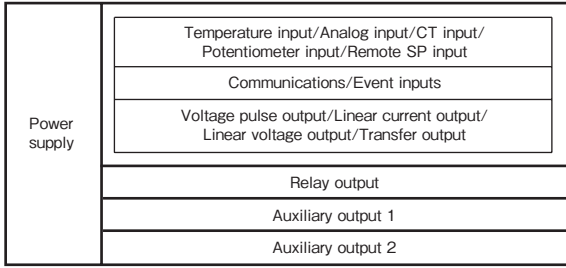 Power
supply
Temperature input/Analog input/CT input/
Potentiometer input/Remote SP input
Communications/Event inputs
Voltage pulse output/Linear current output/
Linear voltage output/Transfer output
Relay output
Auxiliary output 1
Auxiliary output 2